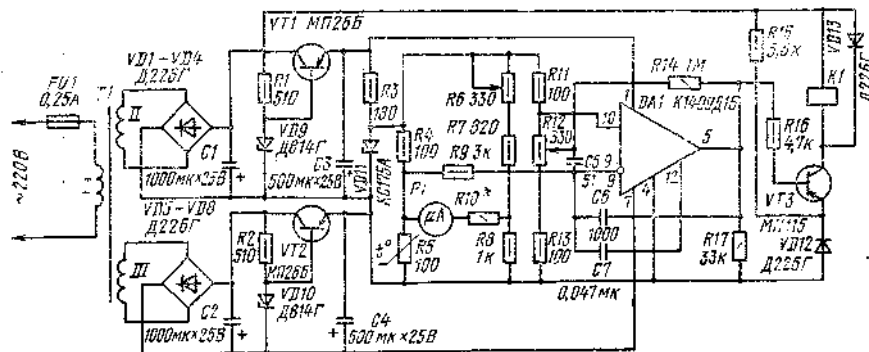 VT1 МП26Б
VD1-VD4
Д226Г
FU1
0,25А
T1
II
R1
510
R3
130
R6 330
R11
100
R14 1М
DA1
R15
VD13
Д226Г
K1
C1
1000мк×25В
VD9
Д814Г
C3
500мк×25В
VD11
КС175А
R4
100
R7 820
R9 3к
R12
330
10
1
5
R16
4,7к
~220В
I
C5
9
12
4
7
VT3
МП115
P1
µA
R10*
C6
1000
C7
0,047мк
R17
33к
VD12
Д226Г
VD5-VD8
Д226Г
III
R2
510
VT2
МП26Б
t°
R5
100
R8
1к
R13
100
C2
1000мк×25В
VD10
Д814Г
C4
500мк×25В